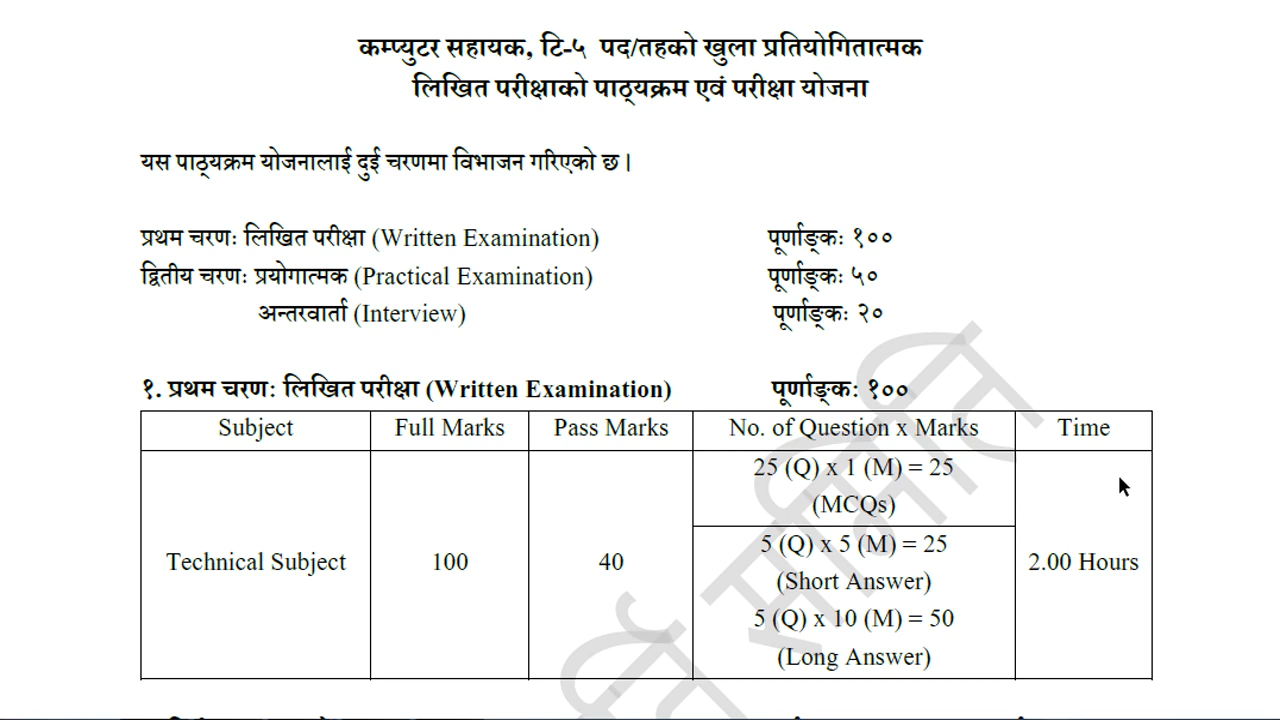 कम्प्युटर सहायक, टि-५ पद/तहको खुला प्रतियोगितात्मक
लिखित परीक्षाको पाठ्यक्रम एवं परीक्षा योजना
यस पाठ्यक्रम योजनालाई दुई चरणमा विभाजन गरिएको छ।
प्रथम चरणः लिखित परीक्षा (Written Examination) पूर्णाङ्कः १००
द्वितीय चरणः प्रयोगात्मक (Practical Examination) पूर्णाङ्कः ५०
अन्तरवार्ता (Interview) पूर्णाङ्कः २०
१. प्रथम चरणः लिखित परीक्षा (Written Examination) पूर्णाङ्कः १००
Subject Full Marks Pass Marks No. of Question x Marks Time
25 (Q) x 1 (M) = 25
(MCQs)
5 (Q) x 5 (M) = 25
Technical Subject 100 40 2.00 Hours
(Short Answer)
5 (Q) x 10 (M) = 50
(Long Answer)
समिति